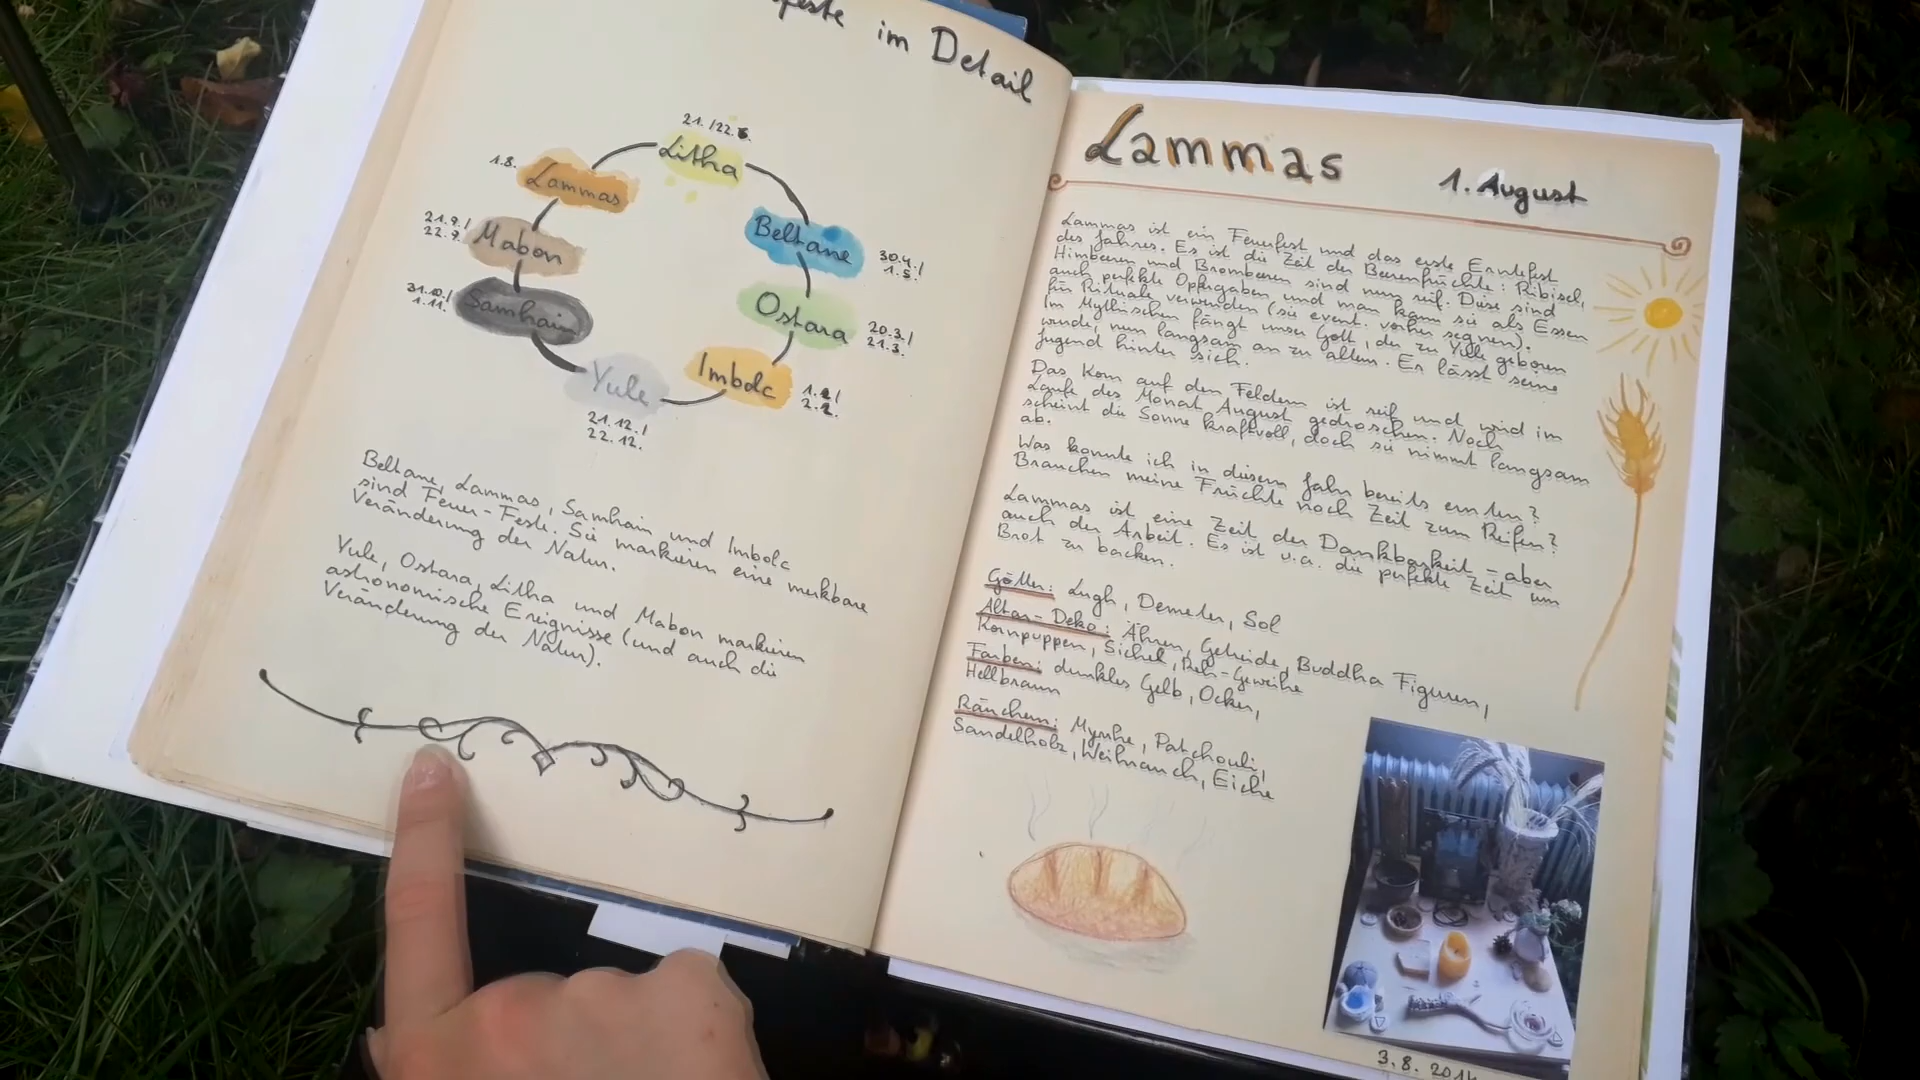 feste im Detail
21./22.6.
Litha
1.8.
Lammas
Beltane
30.4./
1.5.
21.9./
22.9.
Mabon
Ostara
20.3./
21.3.
31.10./
1.11.
Samhain
Imbolc
1.2./
2.2.
Yule
21.12./
22.12.
Beltane, Lammas, Samhain und Imbolc
sind Feuer-Feste. Sie markieren eine merkbare
Veränderung der Natur.
Yule, Ostara, Litha und Mabon markieren
astronomische Ereignisse (und auch die
Veränderung der Natur).
Lammas
1. August
Lammas ist ein Feuerfest und das erste Erntefest
des Jahres. Es ist die Zeit der Beerenfrüchte: Ribisel,
Himbeeren und Brombeeren sind nun reif. Diese sind
auch perfekte Opfergaben und man kann sie als Essen
für Rituale verwenden (sie event. vorher segnen).
Im Mythischen fängt unser Gott, der zu Yule geboren
wurde, nun langsam an zu altern. Er lässt seine
Jugend hinter sich.
Das Korn auf den Feldern ist reif und wird im
Laufe des Monat August gedroschen. Noch
scheint die Sonne kraftvoll, doch sie nimmt langsam
ab.
Was konnte ich in diesem Jahr bereits ernten?
Brauchen meine Früchte noch Zeit zum Reifen?
Lammas ist eine Zeit der Dankbarkeit - aber
auch der Arbeit. Es ist u.a. die perfekte Zeit um
Brot zu backen.
Götter: Lugh, Demeter, Sol
Altar-Deko: Ähren, Getreide, Buddha Figuren,
Kornpuppen, Sichel, Reh-Geweihe
Farben: dunkles Gelb, Ocker,
Hellbraun
Räuchern: Myrrhe, Patchouli,
Sandelholz, Weihrauch, Eiche
3.8.